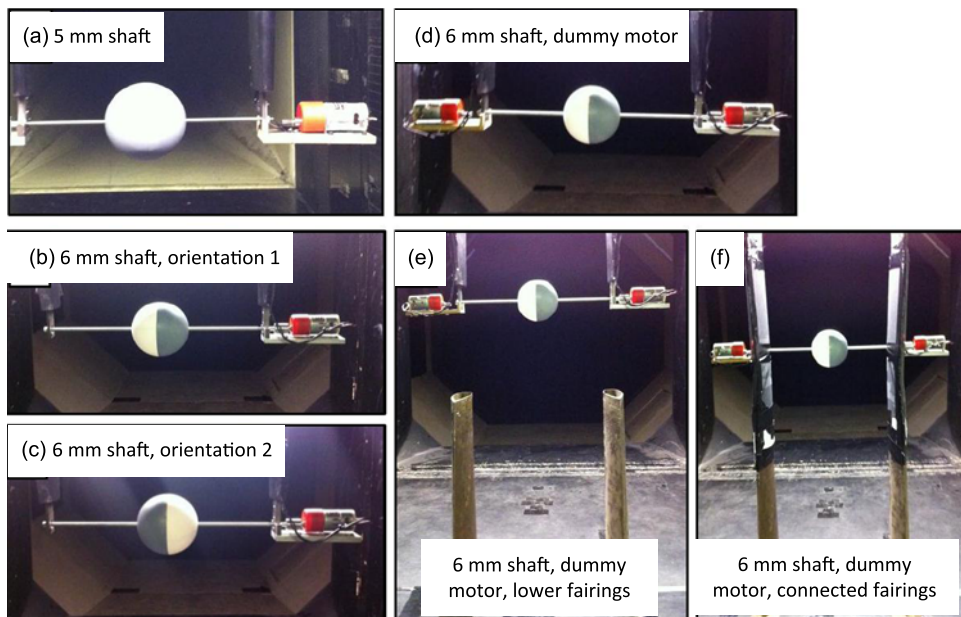 (a) 5 mm shaft
(d) 6 mm shaft, dummy motor
(b) 6 mm shaft, orientation 1
(c) 6 mm shaft, orientation 2
(e)
6 mm shaft, dummy
motor, lower fairings
(f)
6 mm shaft, dummy
motor, connected fairings